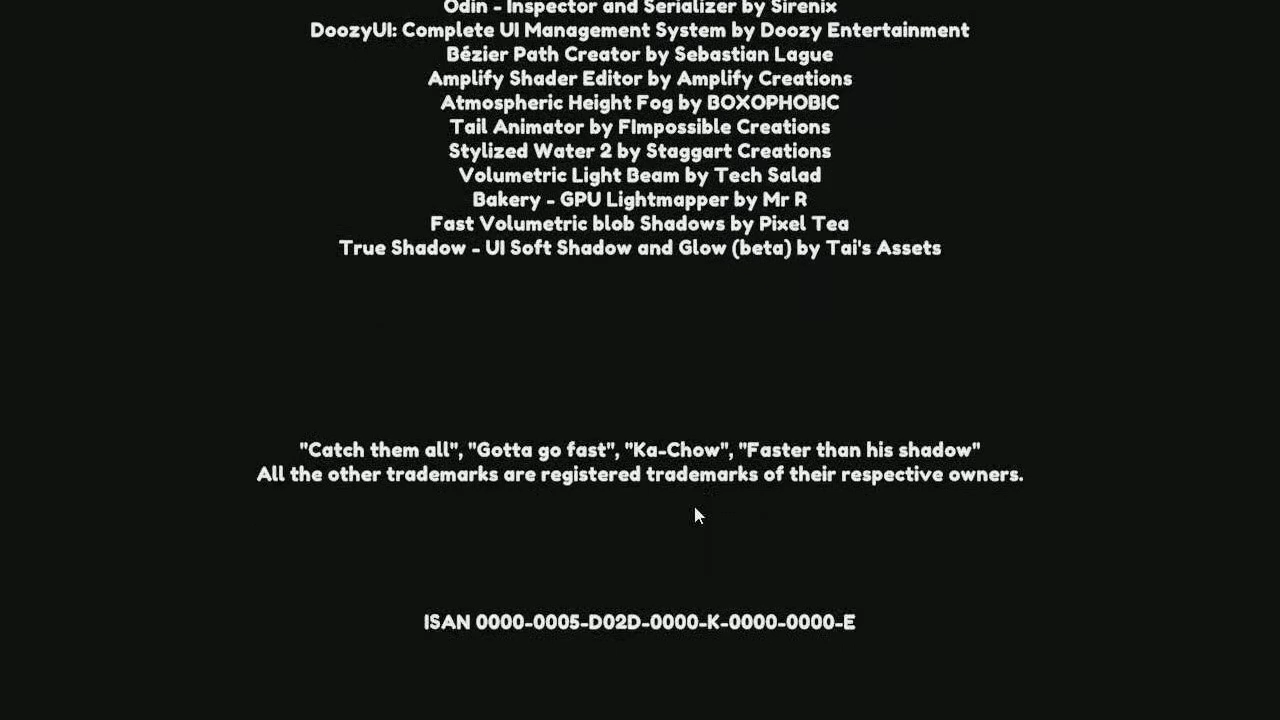 Odin - Inspector and Serializer by Sirenix
DoozyUI: Complete UI Management System by Doozy Entertainment
Bézier Path Creator by Sebastian Lague
Amplify Shader Editor by Amplify Creations
Atmospheric Height Fog by BOXOPHOBIC
Tail Animator by FImpossible Creations
Stylized Water 2 by Staggart Creations
Volumetric Light Beam by Tech Salad
Bakery - GPU Lightmapper by Mr R
Fast Volumetric blob Shadows by Pixel Tea
True Shadow - UI Soft Shadow and Glow (beta) by Tai's Assets
"Catch them all", "Gotta go fast", "Ka-Chow", "Faster than his shadow"
All the other trademarks are registered trademarks of their respective owners.
ISAN 0000-0005-D02D-0000-K-0000-0000-E